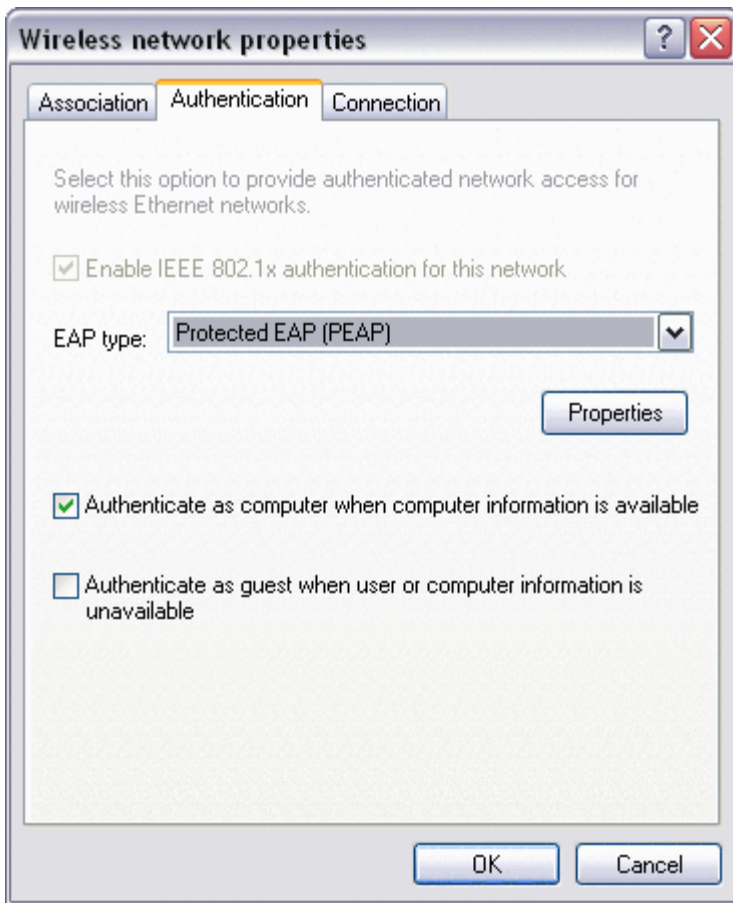 Wireless network properties
Association Authentication Connection
Select this option to provide authenticated network access for
wireless Ethernet networks.
Enable IEEE 802.1x authentication for this network
EAP type: Protected EAP (PEAP)
Properties
Authenticate as computer when computer information is available
Authenticate as guest when user or computer information is
unavailable
OK Cancel